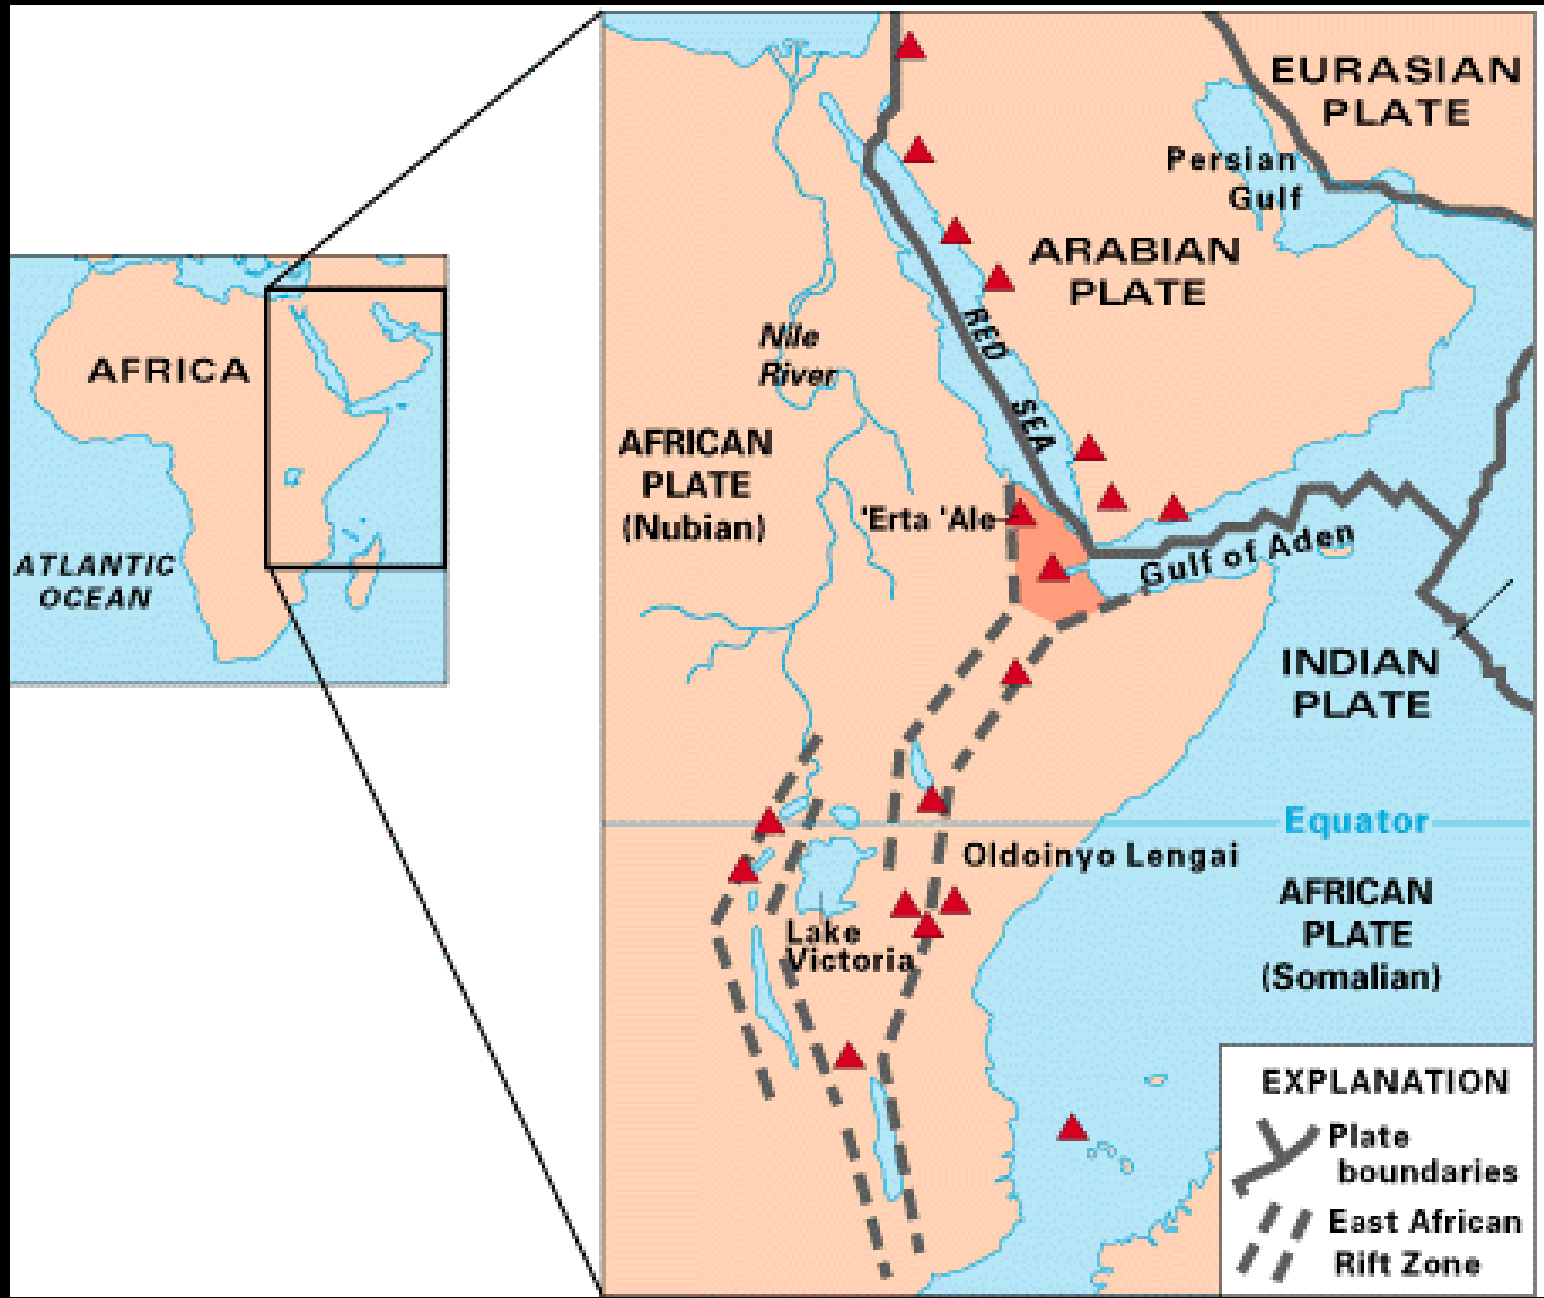 AFRICA
ATLANTIC
OCEAN
EURASIAN
PLATE
Persian
Gulf
ARABIAN
PLATE
Nile
River
RED
SEA
AFRICAN
PLATE
(Nubian)
'Erta 'Ale
Gulf of Aden
INDIAN
PLATE
Equator
Oldoinyo Lengai
AFRICAN
PLATE
(Somalian)
Lake
Victoria
EXPLANATION
Plate
boundaries
East African
Rift Zone